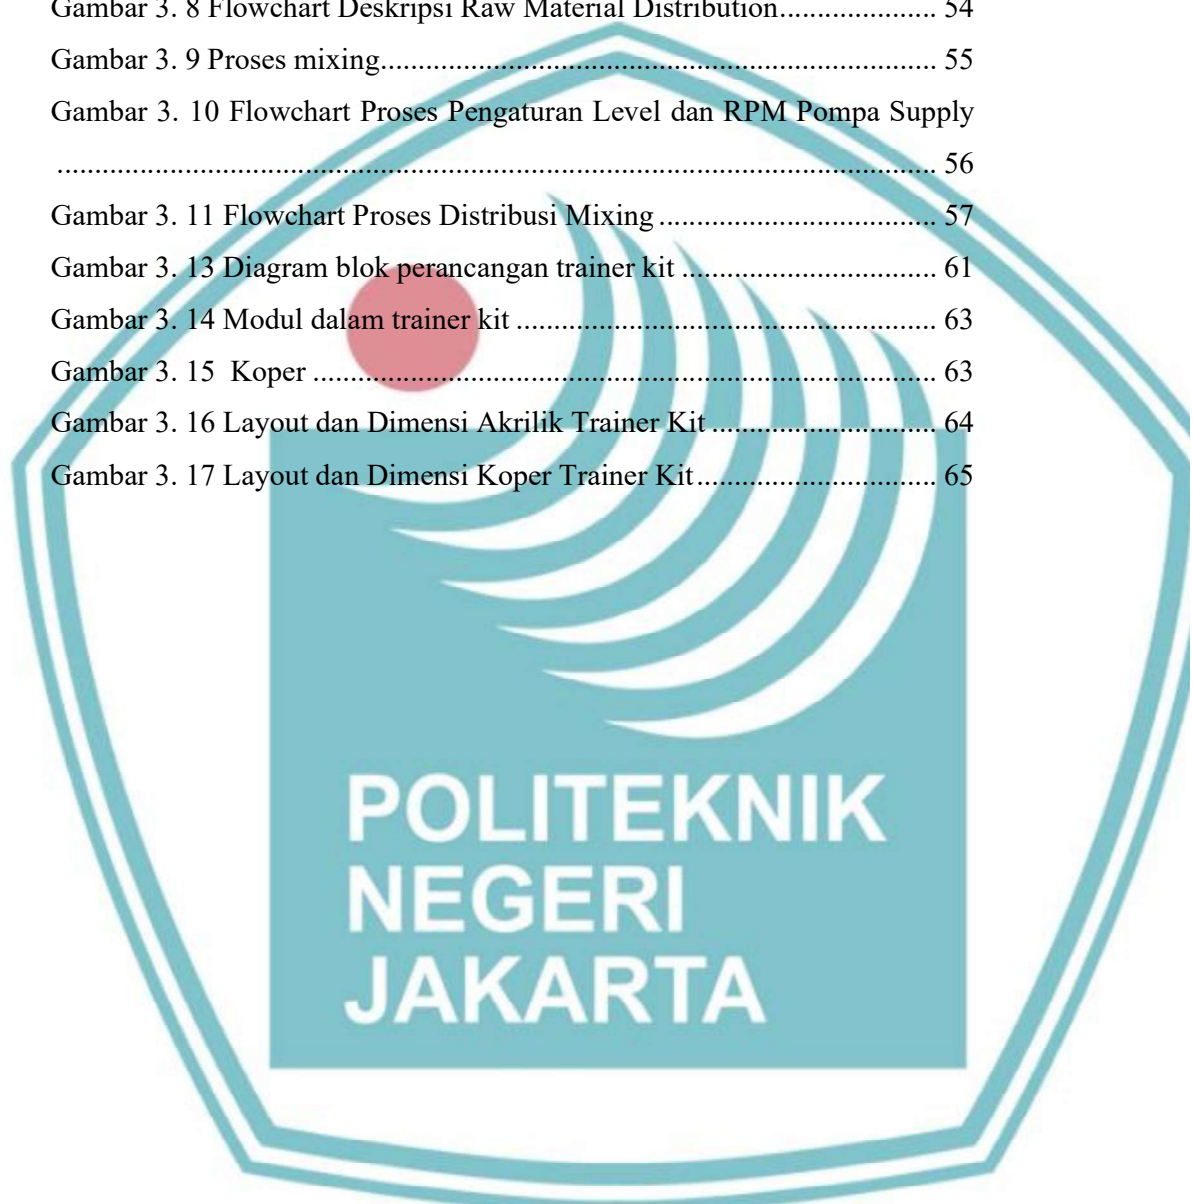 Gambar 3. 8 Flowchart Deskripsi Raw Material Distribution.................... 54
Gambar 3. 9 Proses mixing....................................................................... 55
Gambar 3. 10 Flowchart Proses Pengaturan Level dan RPM Pompa Supply
................................................................................................................ 56
Gambar 3. 11 Flowchart Proses Distribusi Mixing ................................... 57
Gambar 3. 13 Diagram blok perancangan trainer kit ................................ 61
Gambar 3. 14 Modul dalam trainer kit ..................................................... 63
Gambar 3. 15  Koper ............................................................................... 63
Gambar 3. 16 Layout dan Dimensi Akrilik Trainer Kit ............................ 64
Gambar 3. 17 Layout dan Dimensi Koper Trainer Kit.............................. 65
POLITEKNIK
NEGERI
JAKARTA